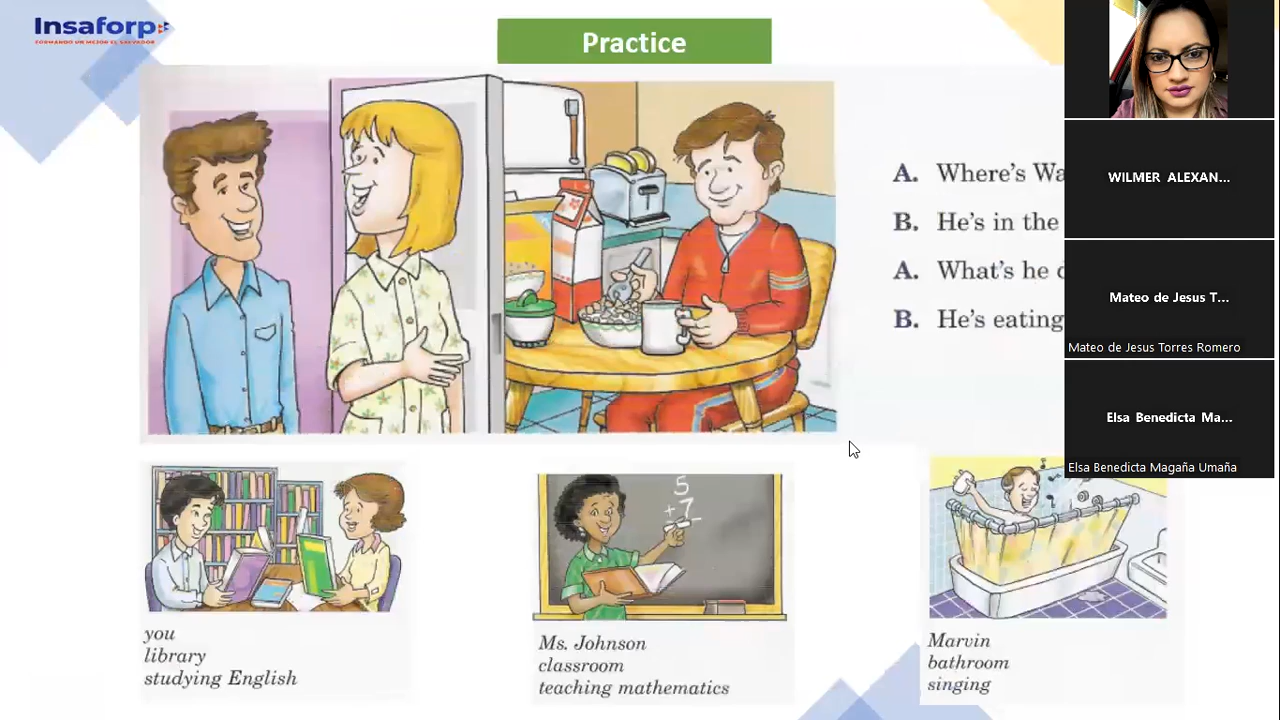 Insaforp
FORMANDO UN MEJOR EL SALVADOR
Practice
A. Where's Wa
B. He's in the
A. What's he d
B. He's eating
WILMER ALEXAN...
Mateo de Jesus T...
Mateo de Jesus Torres Romero
Elsa Benedicta Ma...
Elsa Benedicta Magaña Umaña
5
+7
you
library
studying English
Ms. Johnson
classroom
teaching mathematics
Marvin
bathroom
singing